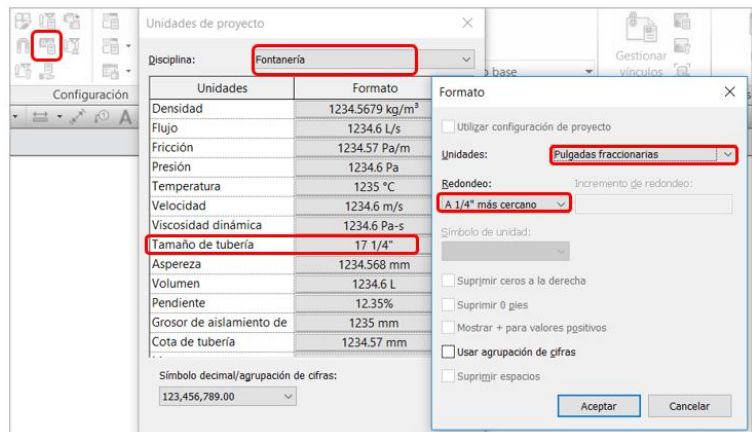 Configuración
A
Unidades de proyecto
Disciplina: Fontanería
Unidades Formato
Densidad 1234.5679 kg/m³
Flujo 1234.6 L/s
Fricción 1234.57 Pa/m
Presión 1234.6 Pa
Temperatura 1235 °C
Velocidad 1234.6 m/s
Viscosidad dinámica 1234.6 Pa-s
Tamaño de tubería 17 1/4"
Aspereza 1234.568 mm
Volumen 1234.6 L
Pendiente 12.35%
Grosor de aislamiento de 1235 mm
Cota de tubería 1234.57 mm
Símbolo decimal/agrupación de cifras:
123,456,789.00
Gestionar
vínculos
o base
Formato
Utilizar configuración de proyecto
Unidades: Pulgadas fraccionarias
Redondeo: Incremento de redondeo:
A 1/4" más cercano
Símbolo de unidad:
Suprimir ceros a la derecha
Suprimir 0 pies
Mostrar + para valores positivos
Usar agrupación de cifras
Suprimir espacios
Aceptar Cancelar